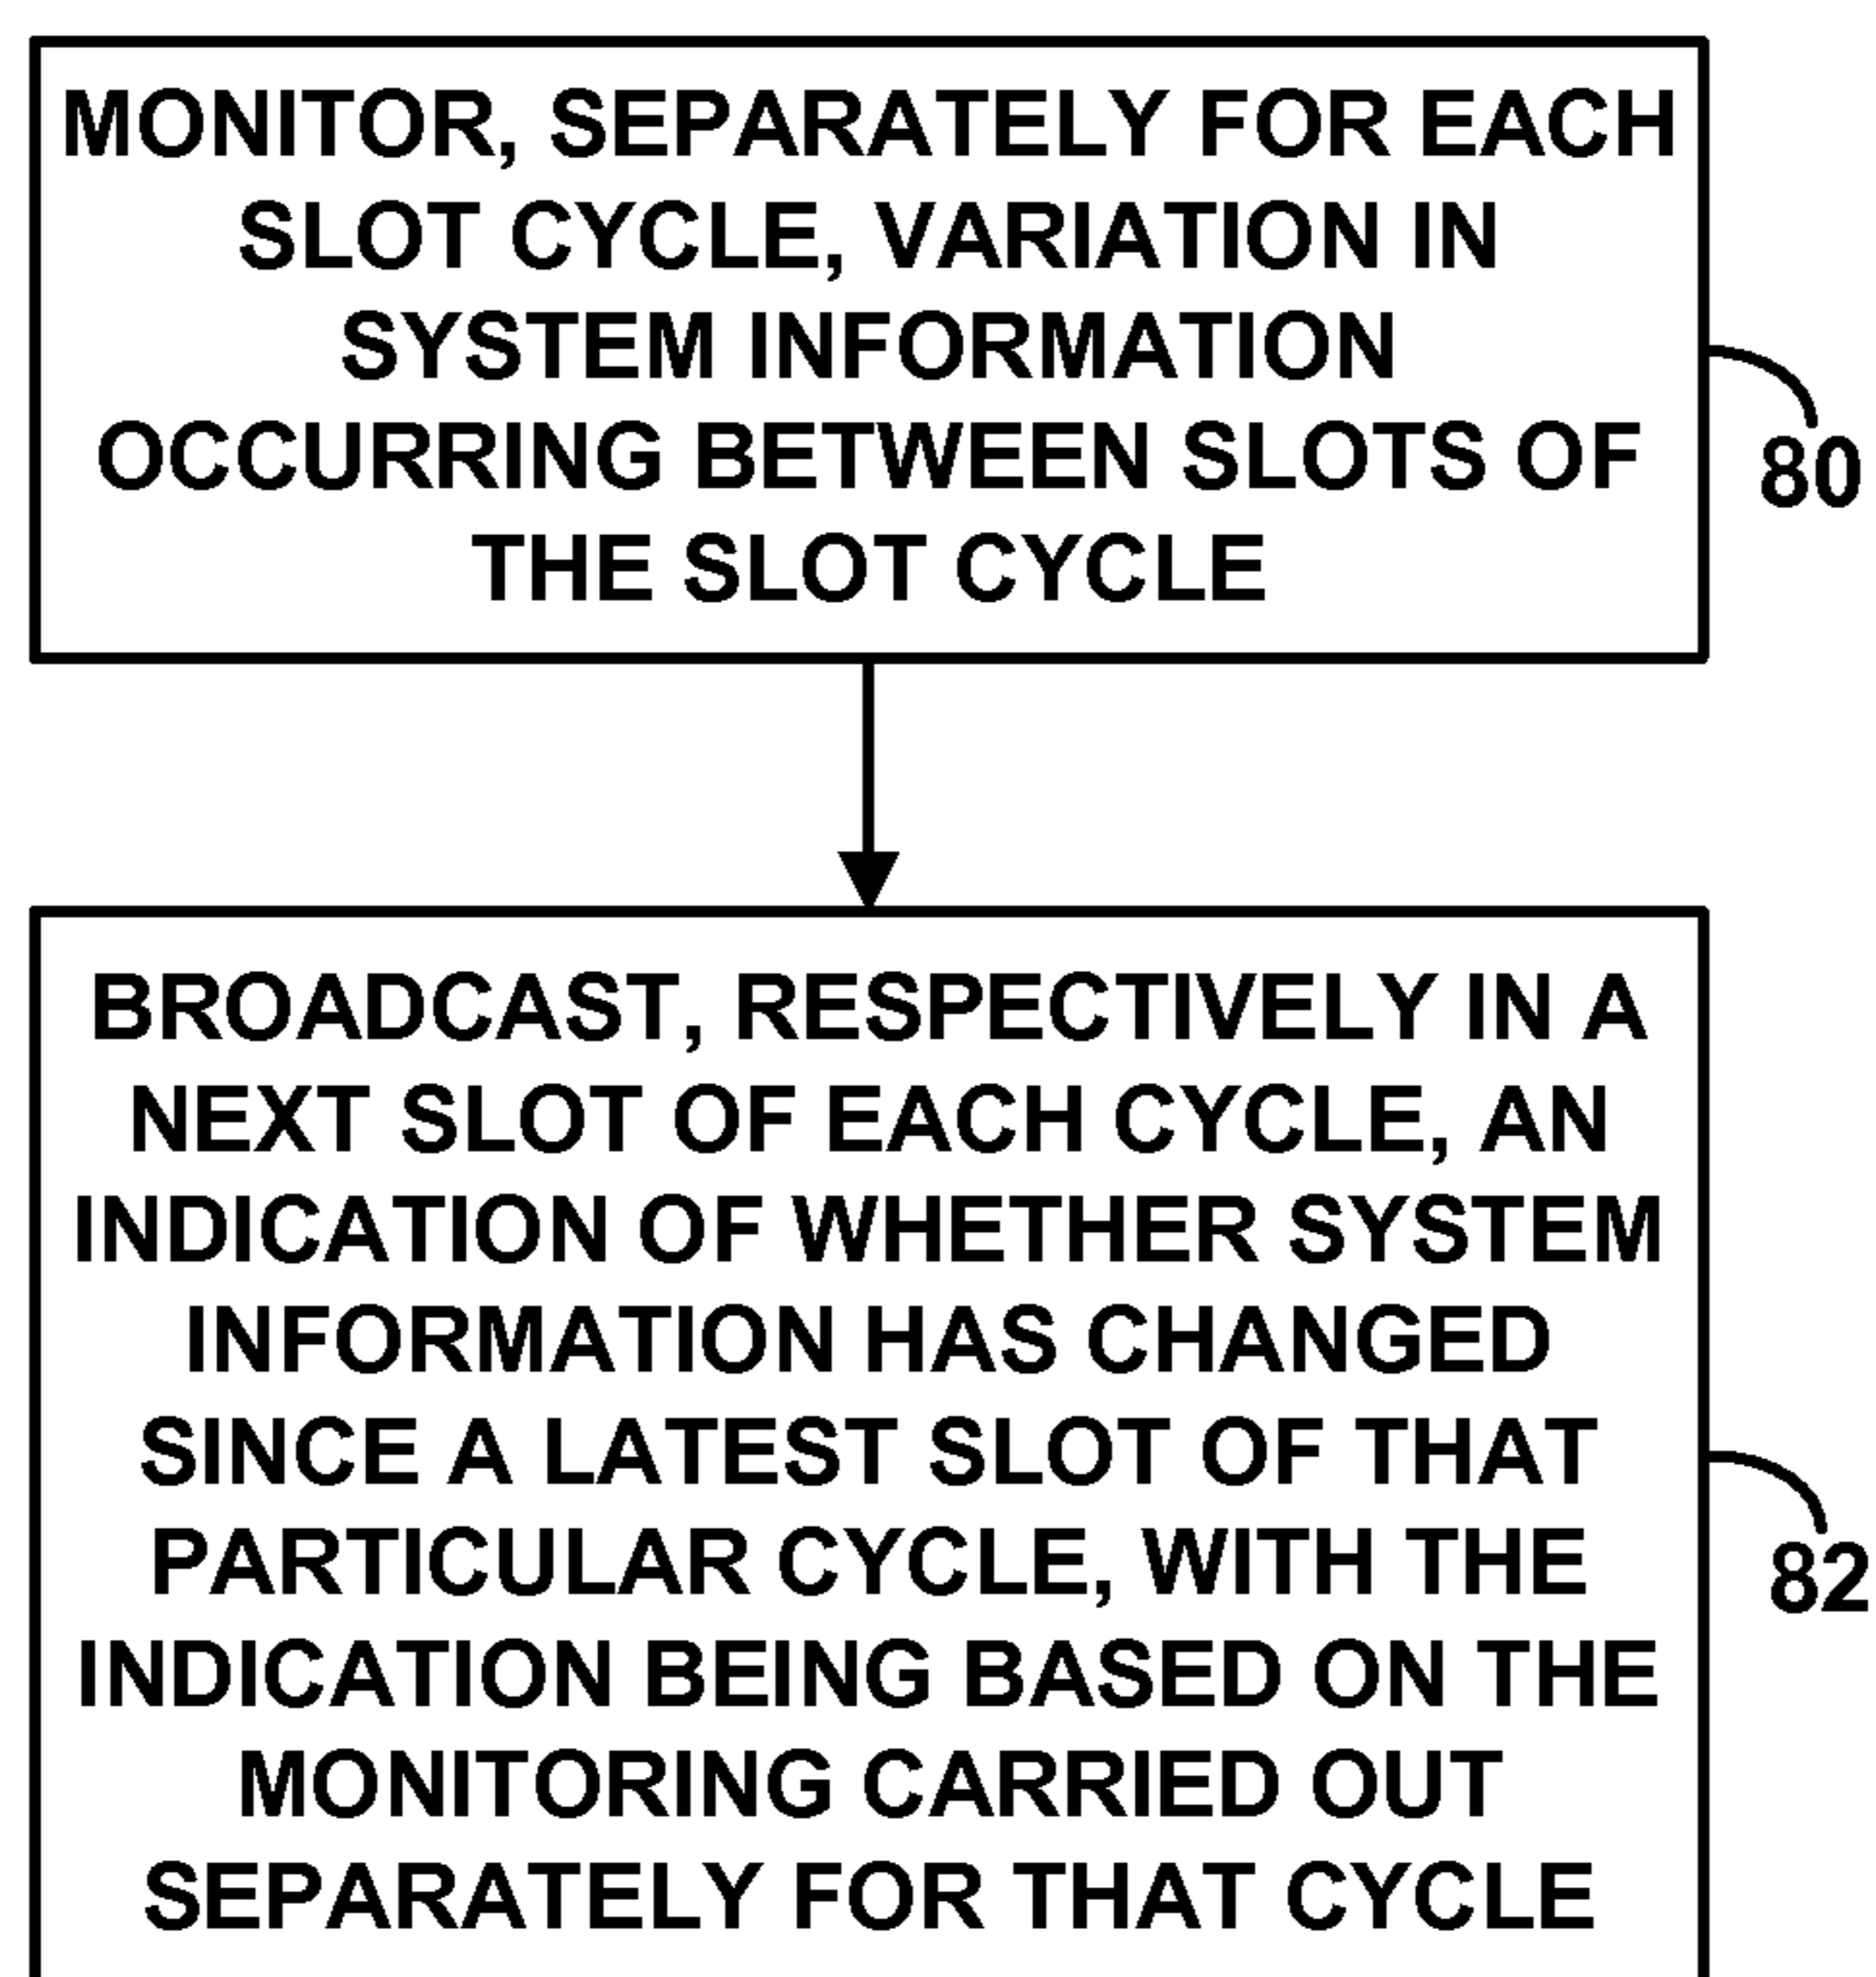 MONITOR, SEPARATELY FOR EACH
SLOT CYCLE, VARIATION IN
SYSTEM INFORMATION
OCCURRING BETWEEN SLOTS OF
THE SLOT CYCLE
80
BROADCAST, RESPECTIVELY IN A
NEXT SLOT OF EACH CYCLE, AN
INDICATION OF WHETHER SYSTEM
INFORMATION HAS CHANGED
SINCE A LATEST SLOT OF THAT
PARTICULAR CYCLE, WITH THE
INDICATION BEING BASED ON THE
MONITORING CARRIED OUT
SEPARATELY FOR THAT CYCLE
82